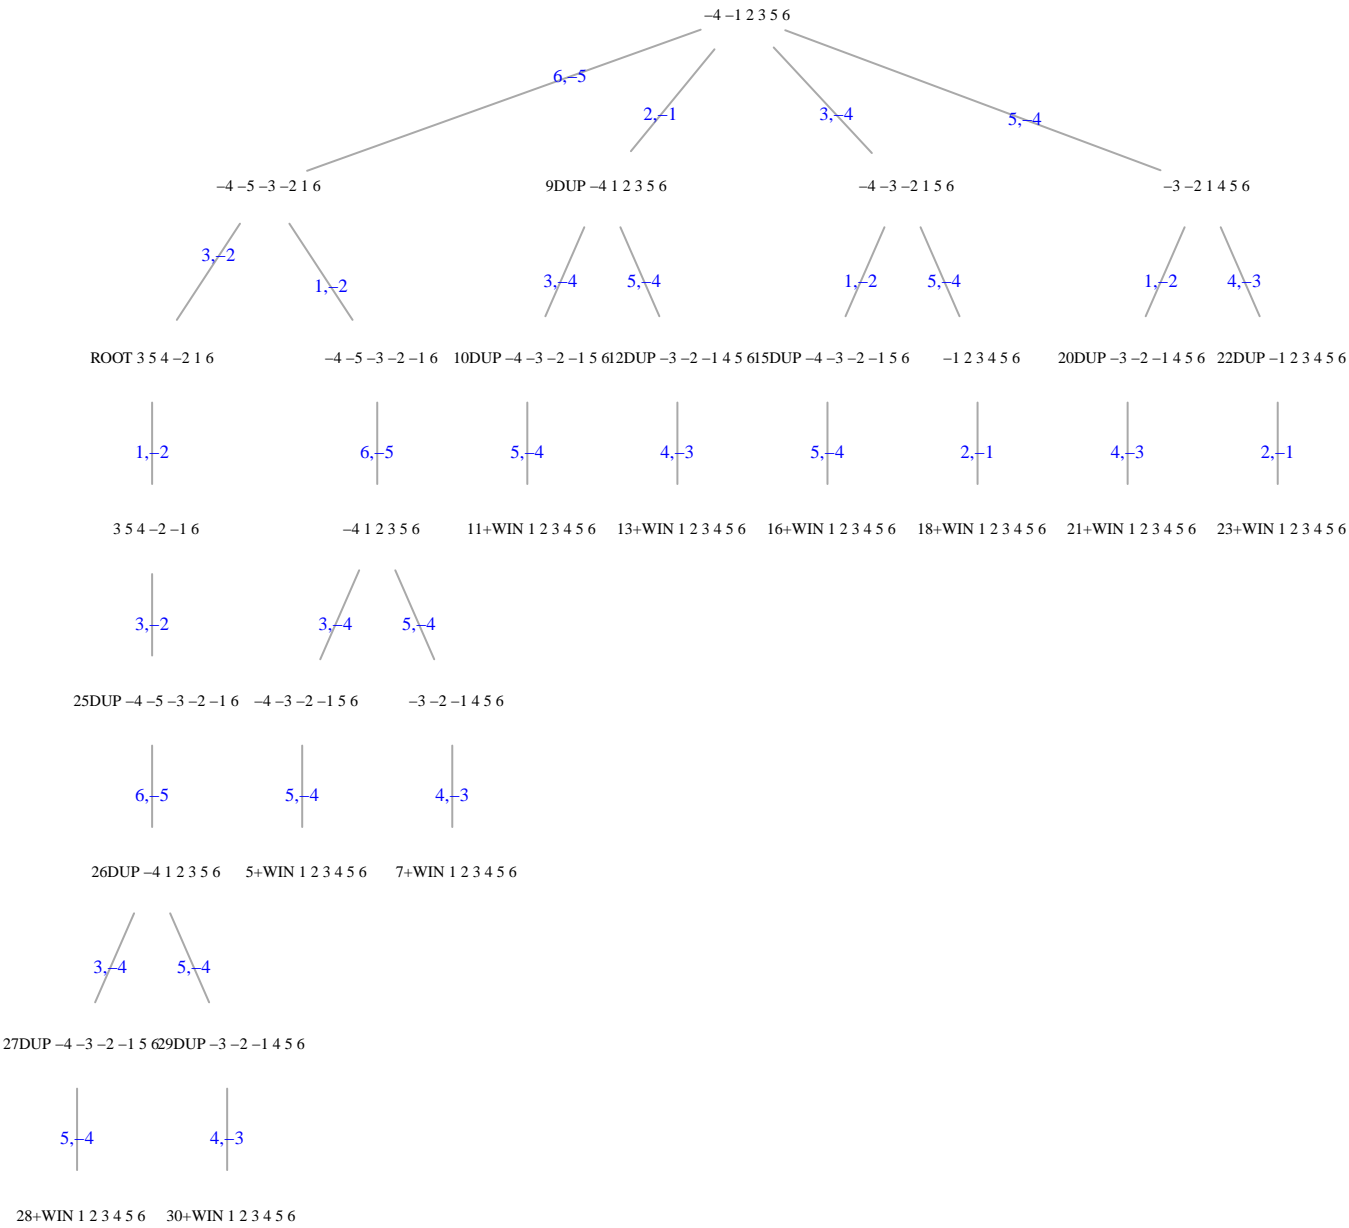 −4 −1 2 3 5 6
6,−5
2,−1
3,−4
5,−4
−4 −5 −3 −2 1 6
9DUP −4 1 2 3 5 6
−4 −3 −2 1 5 6
−3 −2 1 4 5 6
3,−2
1,−2
3,−4
5,−4
1,−2
5,−4
1,−2
4,−3
ROOT 3 5 4 −2 1 6
−4 −5 −3 −2 −1 6
10DUP −4 −3 −2 −1 5 6
12DUP −3 −2 −1 4 5 6
15DUP −4 −3 −2 −1 5 6
−1 2 3 4 5 6
20DUP −3 −2 −1 4 5 6
22DUP −1 2 3 4 5 6
1,−2
6,−5
5,−4
4,−3
5,−4
2,−1
4,−3
2,−1
3 5 4 −2 −1 6
−4 1 2 3 5 6
11+WIN 1 2 3 4 5 6
13+WIN 1 2 3 4 5 6
16+WIN 1 2 3 4 5 6
18+WIN 1 2 3 4 5 6
21+WIN 1 2 3 4 5 6
23+WIN 1 2 3 4 5 6
3,−2
3,−4
5,−4
25DUP −4 −5 −3 −2 −1 6
−4 −3 −2 −1 5 6
−3 −2 −1 4 5 6
6,−5
5,−4
4,−3
26DUP −4 1 2 3 5 6
5+WIN 1 2 3 4 5 6
7+WIN 1 2 3 4 5 6
3,−4
5,−4
27DUP −4 −3 −2 −1 5 6
29DUP −3 −2 −1 4 5 6
5,−4
4,−3
28+WIN 1 2 3 4 5 6
30+WIN 1 2 3 4 5 6